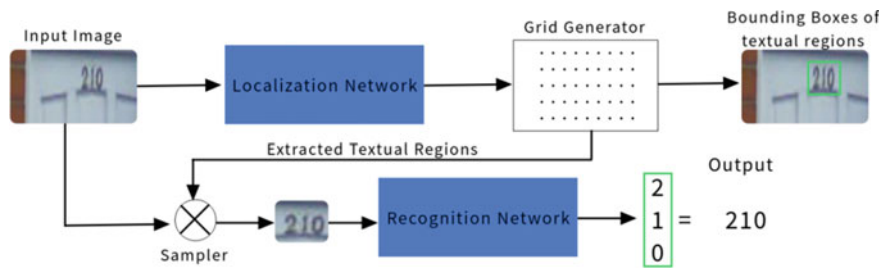 Input Image
210
Localization Network
Grid Generator
Bounding Boxes of
textual regions
210
Extracted Textual Regions
Sampler
210
Recognition Network
2
1
0
=
210
Output